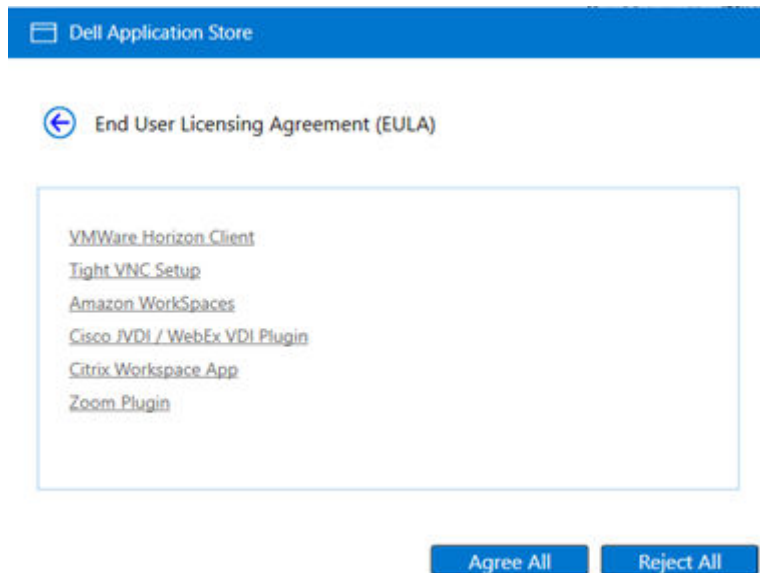 Dell Application Store
End User Licensing Agreement (EULA)
VMWare Horizon Client
Tight VNC Setup
Amazon WorkSpaces
Cisco JVDI / WebEx VDI Plugin
Citrix Workspace App
Zoom Plugin
Agree All Reject All